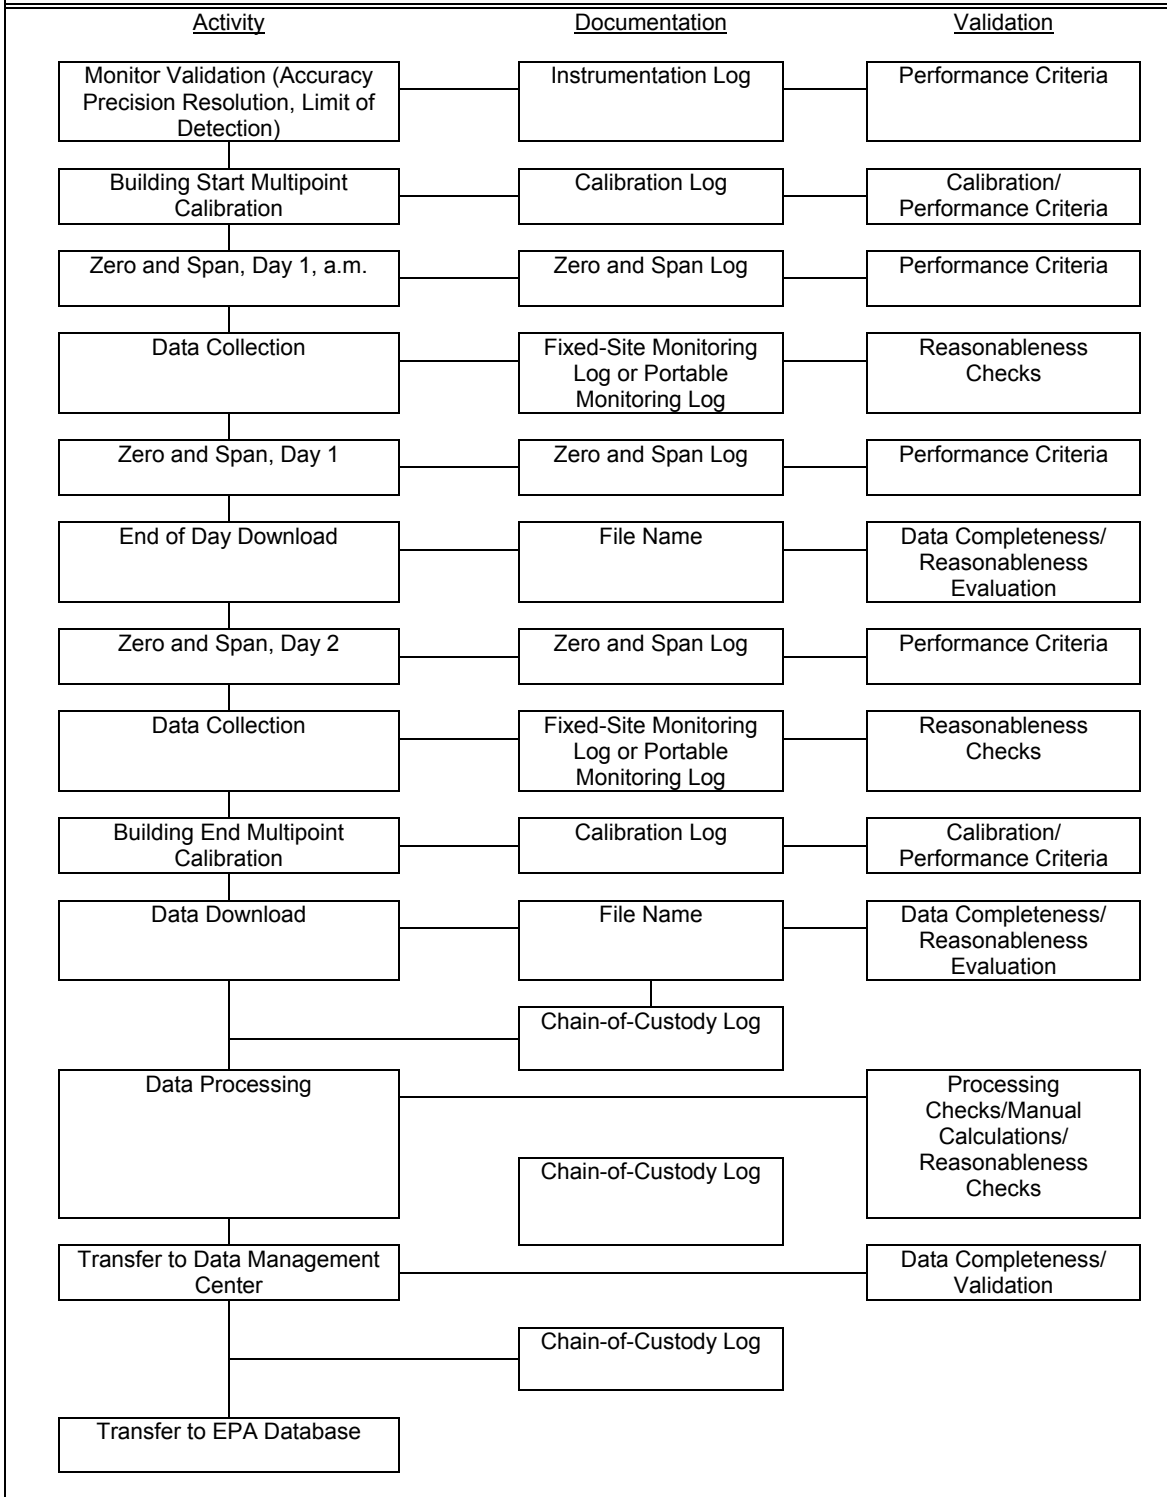 Activity
Documentation
Validation
Monitor Validation (Accuracy
Precision Resolution, Limit of
Detection)
Instrumentation Log
Performance Criteria
Building Start Multipoint
Calibration
Calibration Log
Calibration/
Performance Criteria
Zero and Span, Day 1, a.m.
Zero and Span Log
Performance Criteria
Data Collection
Fixed-Site Monitoring
Log or Portable
Monitoring Log
Reasonableness
Checks
Zero and Span, Day 1
Zero and Span Log
Performance Criteria
End of Day Download
File Name
Data Completeness/
Reasonableness
Evaluation
Zero and Span, Day 2
Zero and Span Log
Performance Criteria
Data Collection
Fixed-Site Monitoring
Log or Portable
Monitoring Log
Reasonableness
Checks
Building End Multipoint
Calibration
Calibration Log
Calibration/
Performance Criteria
Data Download
File Name
Data Completeness/
Reasonableness
Evaluation
Chain-of-Custody Log
Data Processing
Processing
Checks/Manual
Calculations/
Reasonableness
Checks
Chain-of-Custody Log
Transfer to Data Management
Center
Data Completeness/
Validation
Chain-of-Custody Log
Transfer to EPA Database